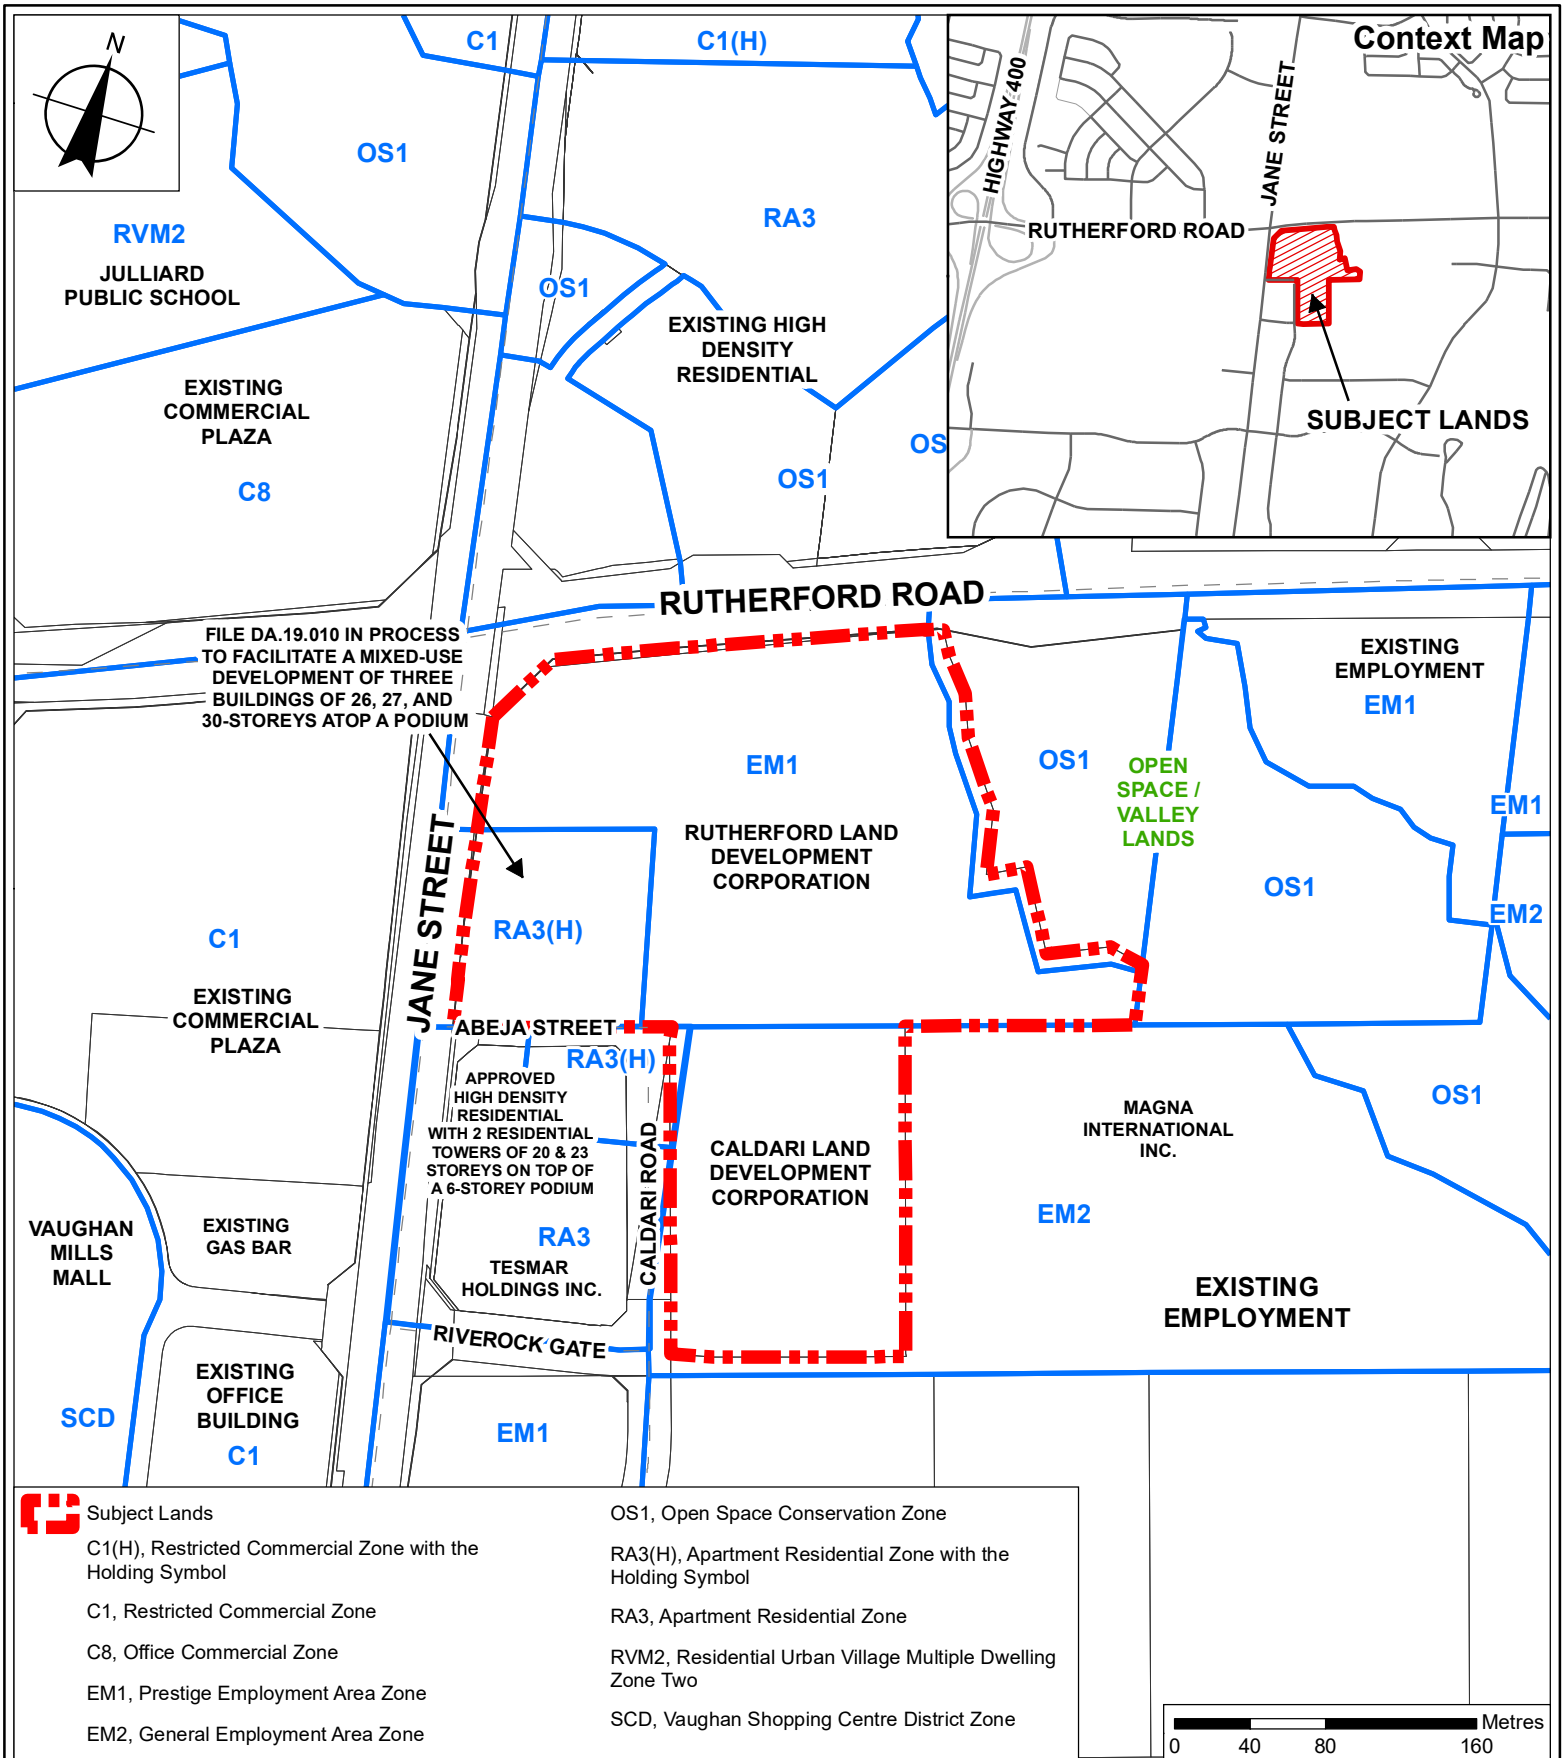 N
C1
C1(H)
Context Map
HIGHWAY 400
JANE STREET
RUTHERFORD ROAD
SUBJECT LANDS
OS1
RVM2
JULLIARD
PUBLIC SCHOOL
RA3
OS1
EXISTING HIGH
DENSITY
RESIDENTIAL
EXISTING
COMMERCIAL
PLAZA
C8
OS1
OS
RUTHERFORD ROAD
FILE DA.19.010 IN PROCESS
TO FACILITATE A MIXED-USE
DEVELOPMENT OF THREE
BUILDINGS OF 26, 27, AND
30-STOREYS ATOP A PODIUM
EXISTING
EMPLOYMENT
EM1
EM1
OS1
OPEN
SPACE /
VALLEY
LANDS
EM1
RUTHERFORD LAND
DEVELOPMENT
CORPORATION
JANE STREET
RA3(H)
OS1
EM2
C1
EXISTING
COMMERCIAL
PLAZA
ABEJA STREET
RA3(H)
APPROVED
HIGH DENSITY
RESIDENTIAL
WITH 2 RESIDENTIAL
TOWERS OF 20 & 23
STOREYS ON TOP OF
A 6-STOREY PODIUM
RA3
TESMAR
HOLDINGS INC.
CALDARI ROAD
CALDARI LAND
DEVELOPMENT
CORPORATION
MAGNA
INTERNATIONAL
INC.
OS1
EM2
EXISTING
EMPLOYMENT
VAUGHAN
MILLS
MALL
EXISTING
GAS BAR
RIVEROCK GATE
EXISTING
OFFICE
BUILDING
C1
SCD
EM1
Subject Lands
C1(H), Restricted Commercial Zone with the
Holding Symbol
C1, Restricted Commercial Zone
C8, Office Commercial Zone
EM1, Prestige Employment Area Zone
EM2, General Employment Area Zone
OS1, Open Space Conservation Zone
RA3(H), Apartment Residential Zone with the
Holding Symbol
RA3, Apartment Residential Zone
RVM2, Residential Urban Village Multiple Dwelling
Zone Two
SCD, Vaughan Shopping Centre District Zone
Metres
0 40 80 160